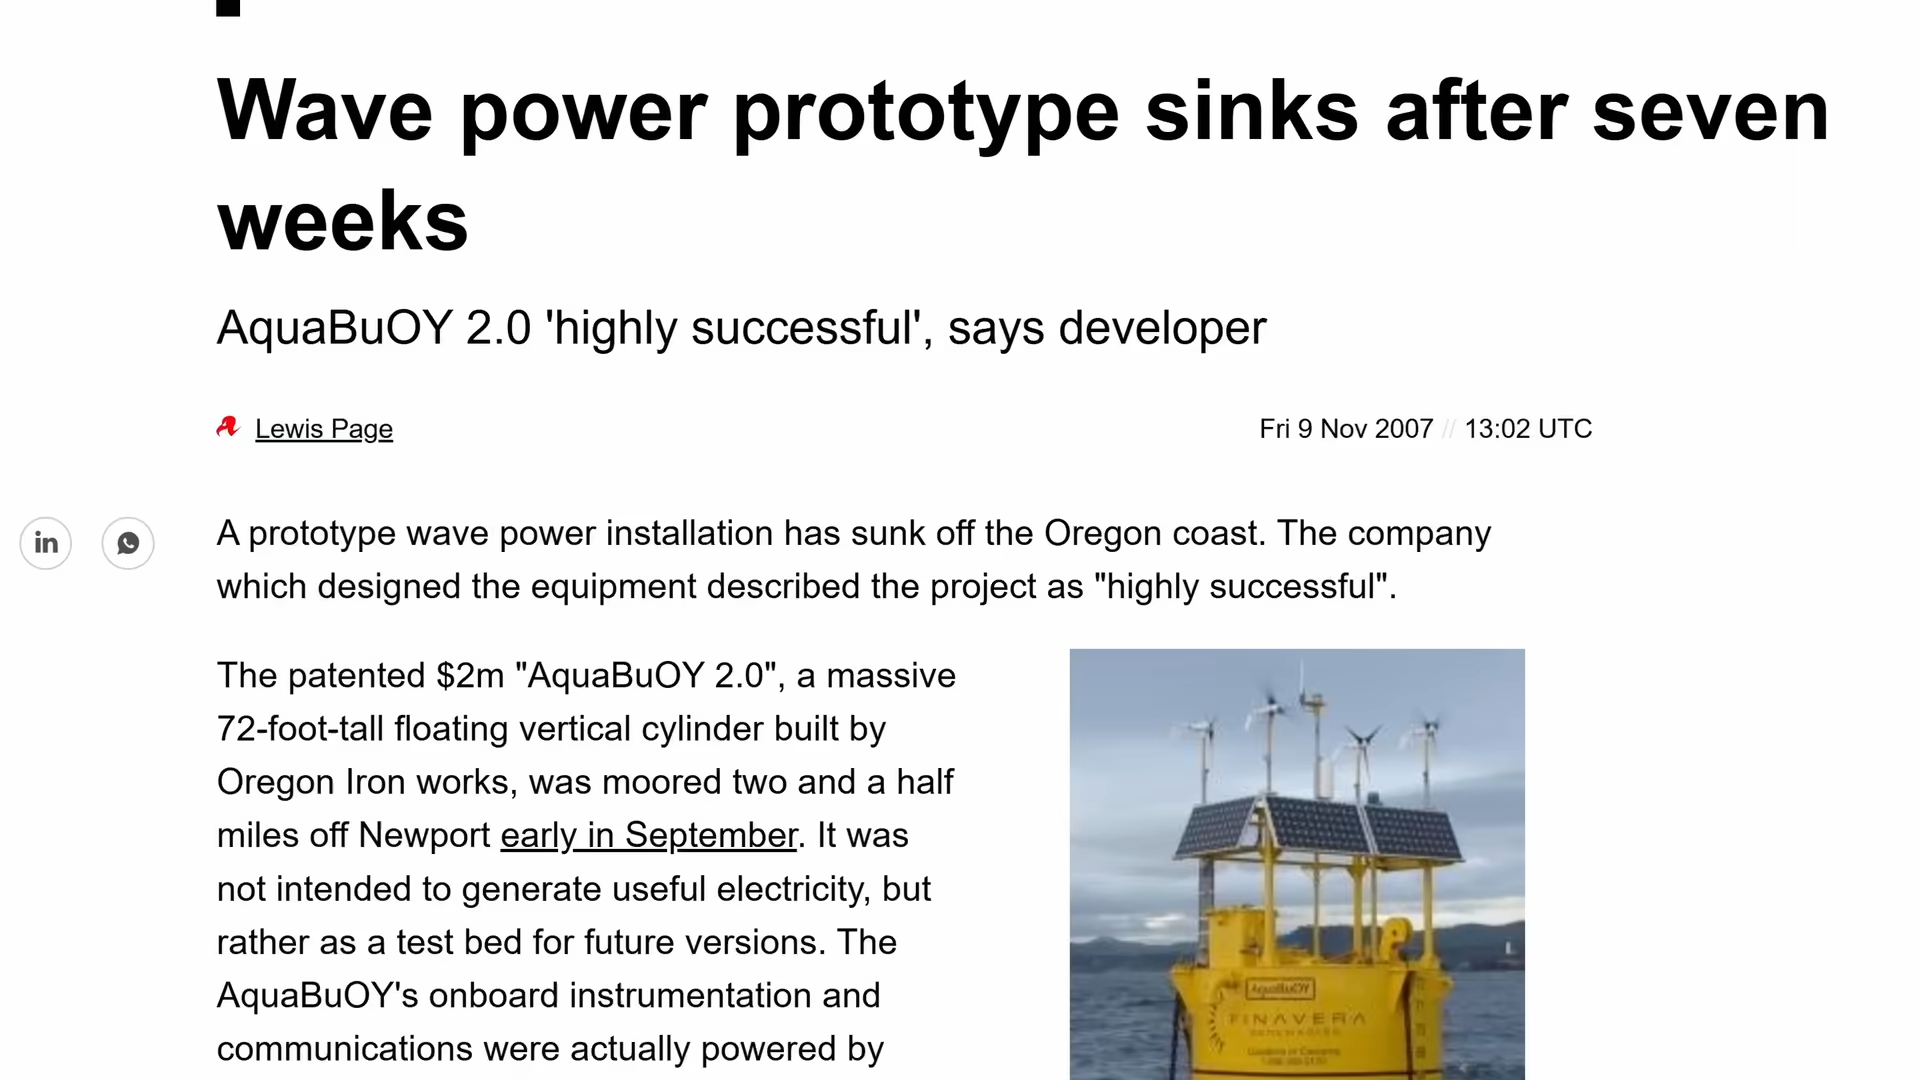 Wave power prototype sinks after seven
weeks
AquaBuOY 2.0 'highly successful', says developer
Lewis Page
Fri 9 Nov 2007 // 13:02 UTC
in
A prototype wave power installation has sunk off the Oregon coast. The company
which designed the equipment described the project as "highly successful".
The patented $2m "AquaBuOY 2.0", a massive
72-foot-tall floating vertical cylinder built by
Oregon Iron works, was moored two and a half
miles off Newport early in September. It was
not intended to generate useful electricity, but
rather as a test bed for future versions. The
AquaBuOY's onboard instrumentation and
communications were actually powered by
AquaBuOY
FINAVERA
RENEWABLES